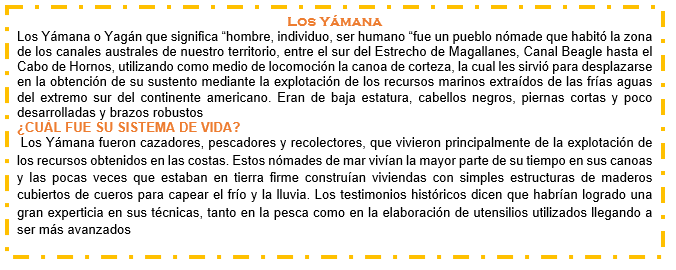 Los Yámana
Los Yámana o Yagán que significa “hombre, individuo, ser humano “fue un pueblo nómade que habitó la zona
de los canales australes de nuestro territorio, entre el sur del Estrecho de Magallanes, Canal Beagle hasta el
Cabo de Hornos, utilizando como medio de locomoción la canoa de corteza, la cual les sirvió para desplazarse
en la obtención de su sustento mediante la explotación de los recursos marinos extraídos de las frías aguas
del extremo sur del continente americano. Eran de baja estatura, cabellos negros, piernas cortas y poco
desarrolladas y brazos robustos
¿CUÁL FUE SU SISTEMA DE VIDA?
Los Yámana fueron cazadores, pescadores y recolectores, que vivieron principalmente de la explotación de
los recursos obtenidos en las costas. Estos nómades de mar vivían la mayor parte de su tiempo en sus canoas
y las pocas veces que estaban en tierra firme construían viviendas con simples estructuras de maderos
cubiertos de cueros para capear el frío y la lluvia. Los testimonios históricos dicen que habrían logrado una
gran experticia en sus técnicas, tanto en la pesca como en la elaboración de utensilios utilizados llegando a
ser más avanzados